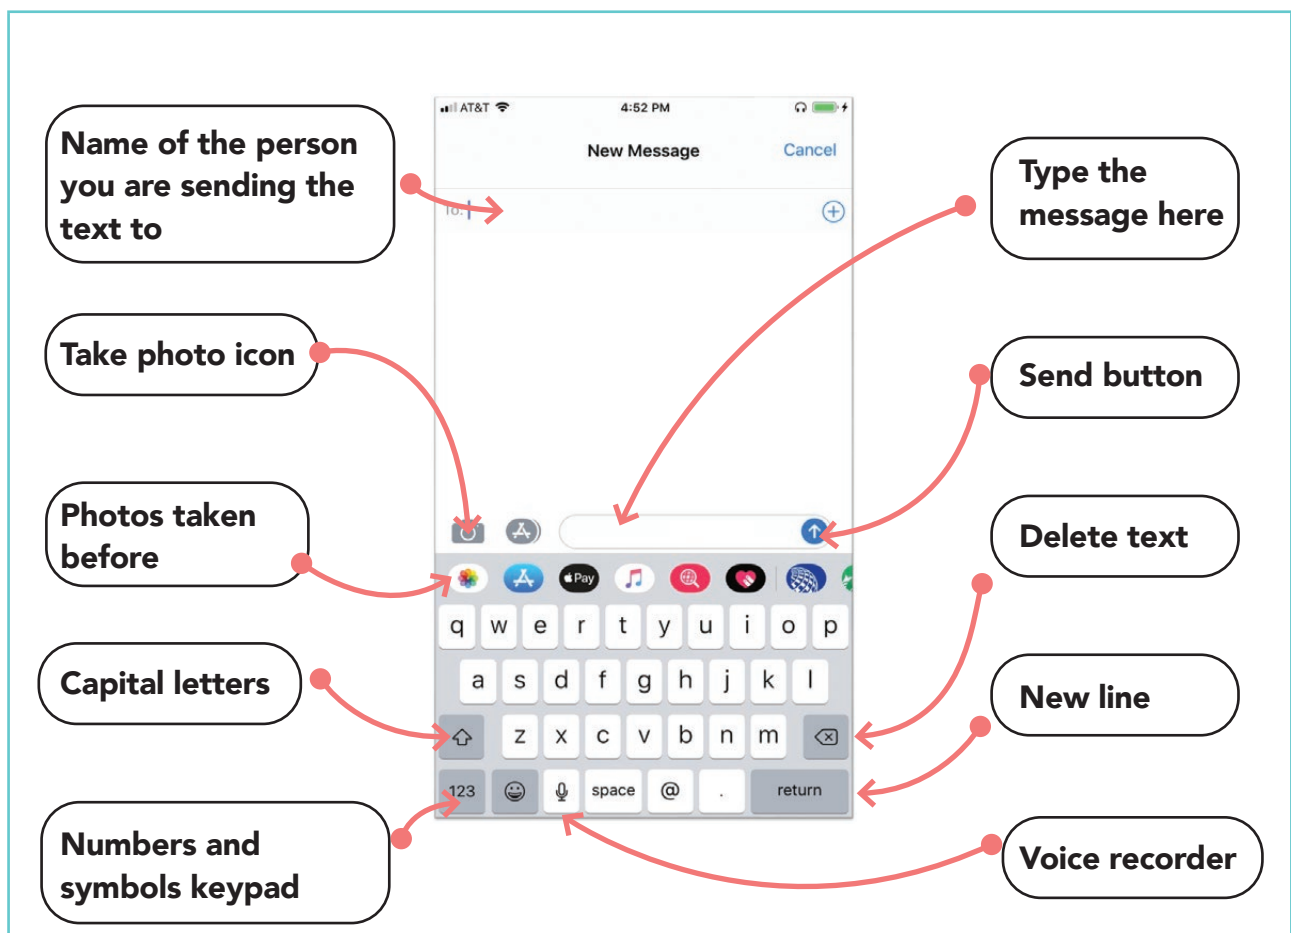 AT&T
4:52 PM
New Message
Cancel
To:
Name of the person
you are sending the
text to
Take photo icon
Photos taken
before
Capital letters
Numbers and
symbols keypad
Type the
message here
Send button
Delete text
New line
Voice recorder
Pay
q w e r t y u i o p
a s d f g h j k l
z x c v b n m
123 space @ . return